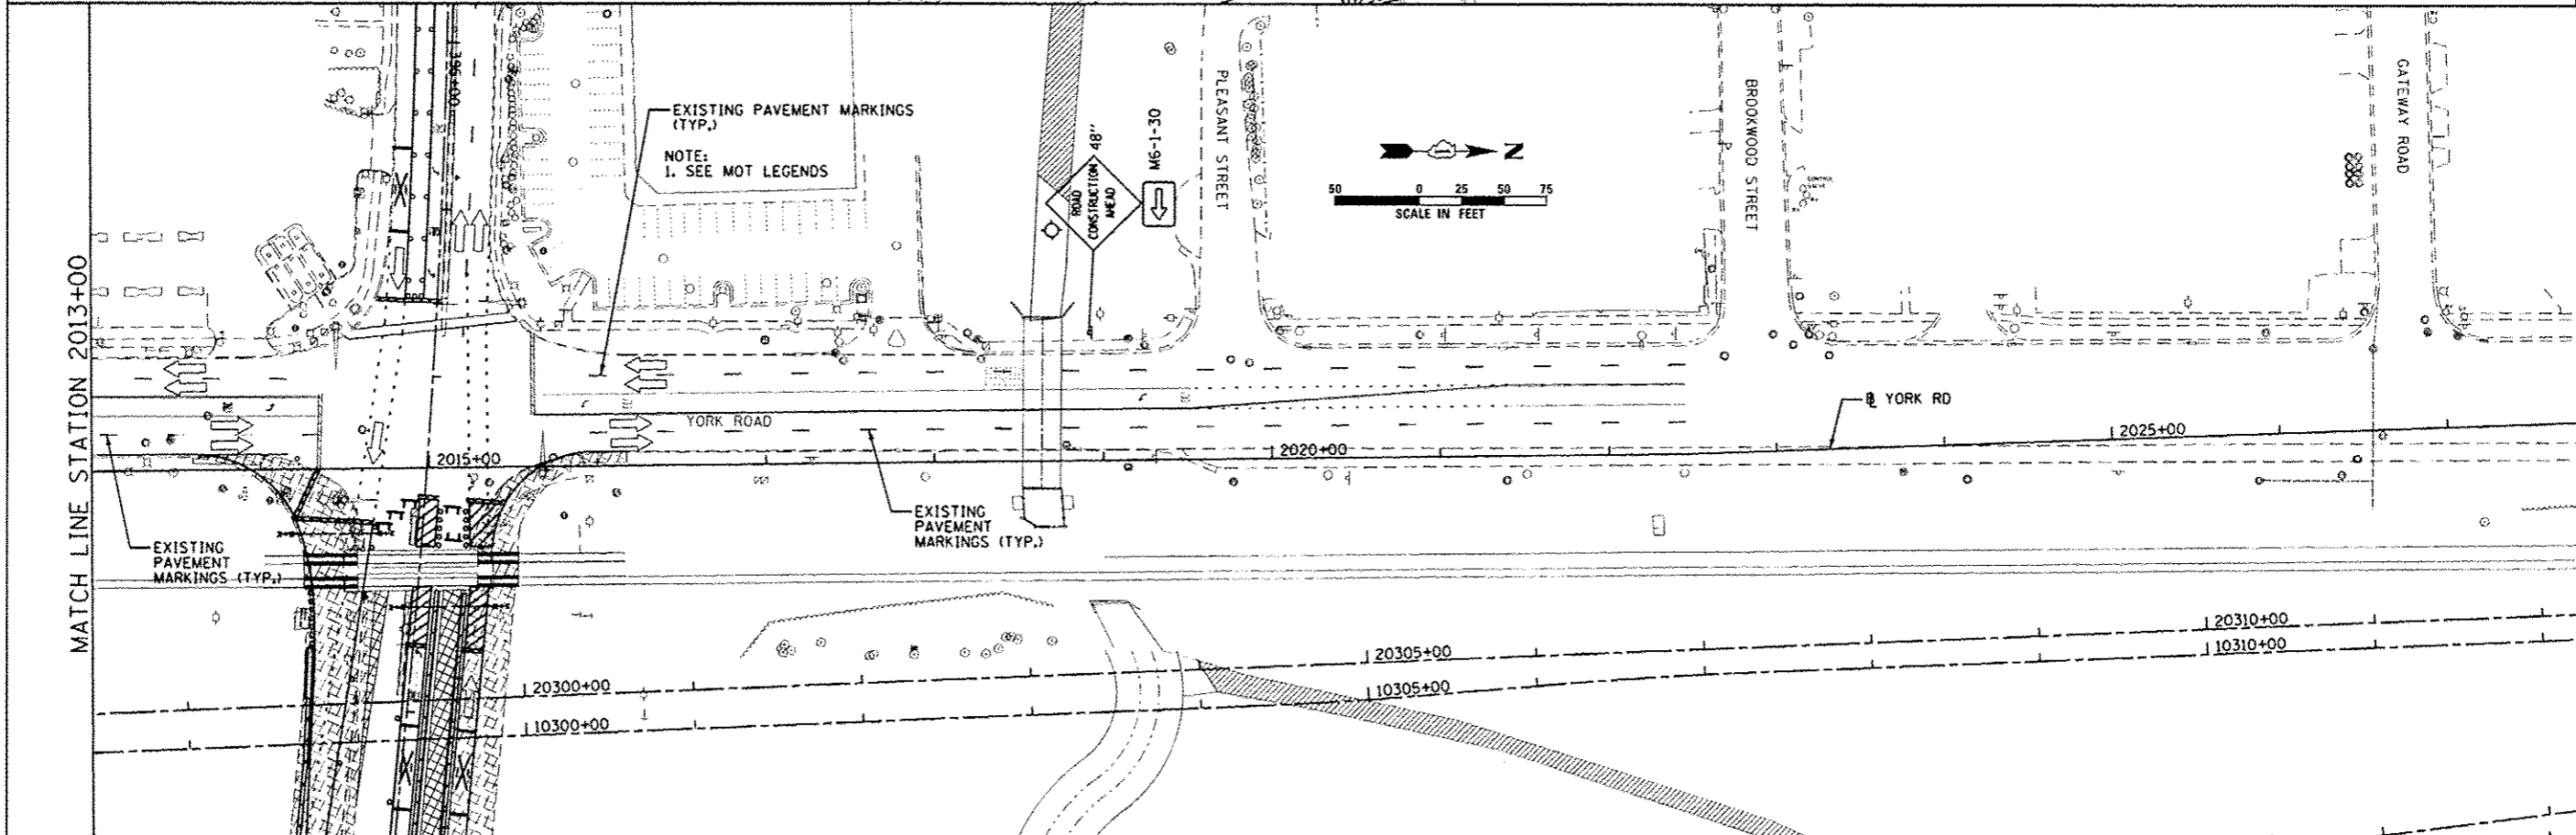 MATCH LINE STATION 2013+00
395+00
EXISTING PAVEMENT MARKINGS
(TYP.)
NOTE:
1. SEE MOT LEGENDS
ROAD
CONSTRUCTION
AHEAD
48"
M6-1-30
PLEASANT STREET
N
50 0 25 50 75
SCALE IN FEET
BROOKWOOD STREET
CONTROL
GATEWAY ROAD
YORK ROAD
YORK RD
2015+00
2020+00
2025+00
EXISTING
PAVEMENT
MARKINGS (TYP.)
EXISTING
PAVEMENT
MARKINGS (TYP.)
20300+00
10300+00
20305+00
10305+00
20310+00
10310+00